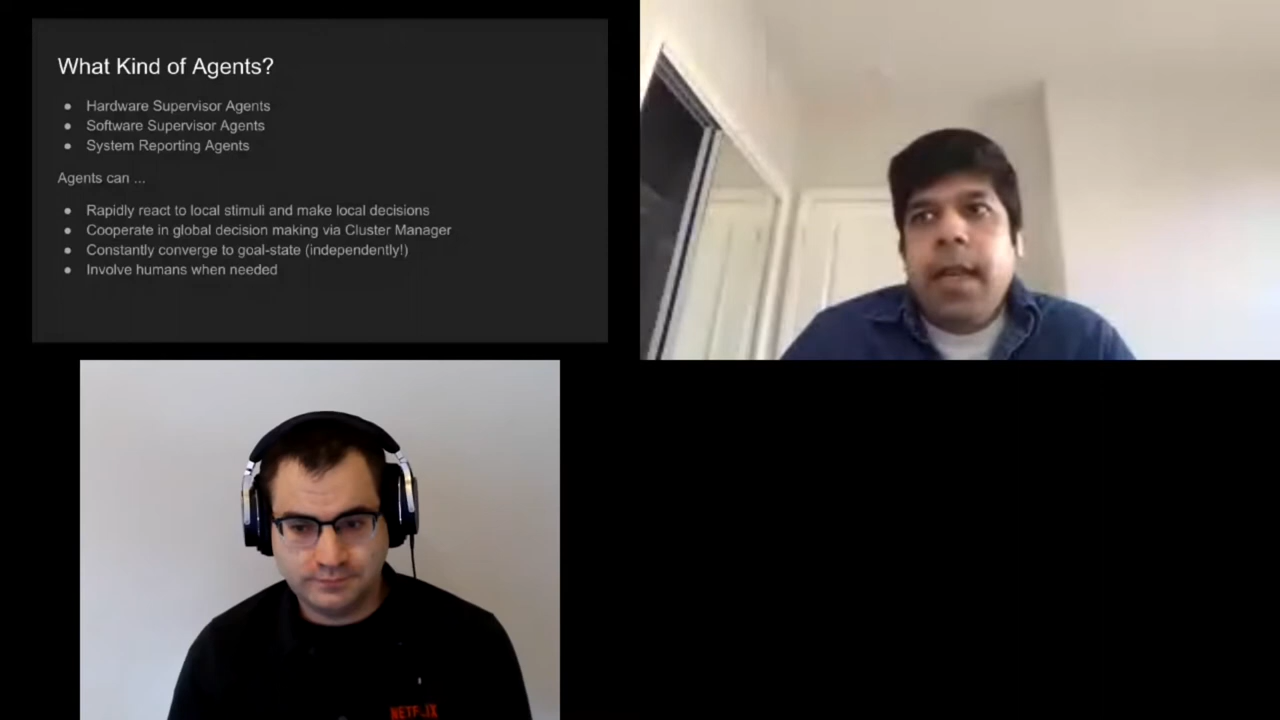 What Kind of Agents?
● Hardware Supervisor Agents
● Software Supervisor Agents
● System Reporting Agents
Agents can ...
● Rapidly react to local stimuli and make local decisions
● Cooperate in global decision making via Cluster Manager
● Constantly converge to goal-state (independently!)
● Involve humans when needed
NETFLIX